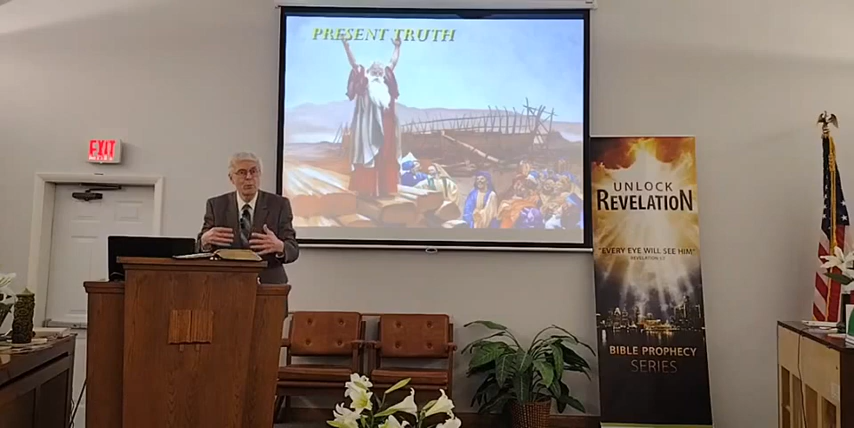 PRESENT TRUTH
EXIT
UNLOCK
REVELATION
"EVERY EYE WILL SEE HIM"
REVELATION 1:7
BIBLE PROPHECY
SERIES